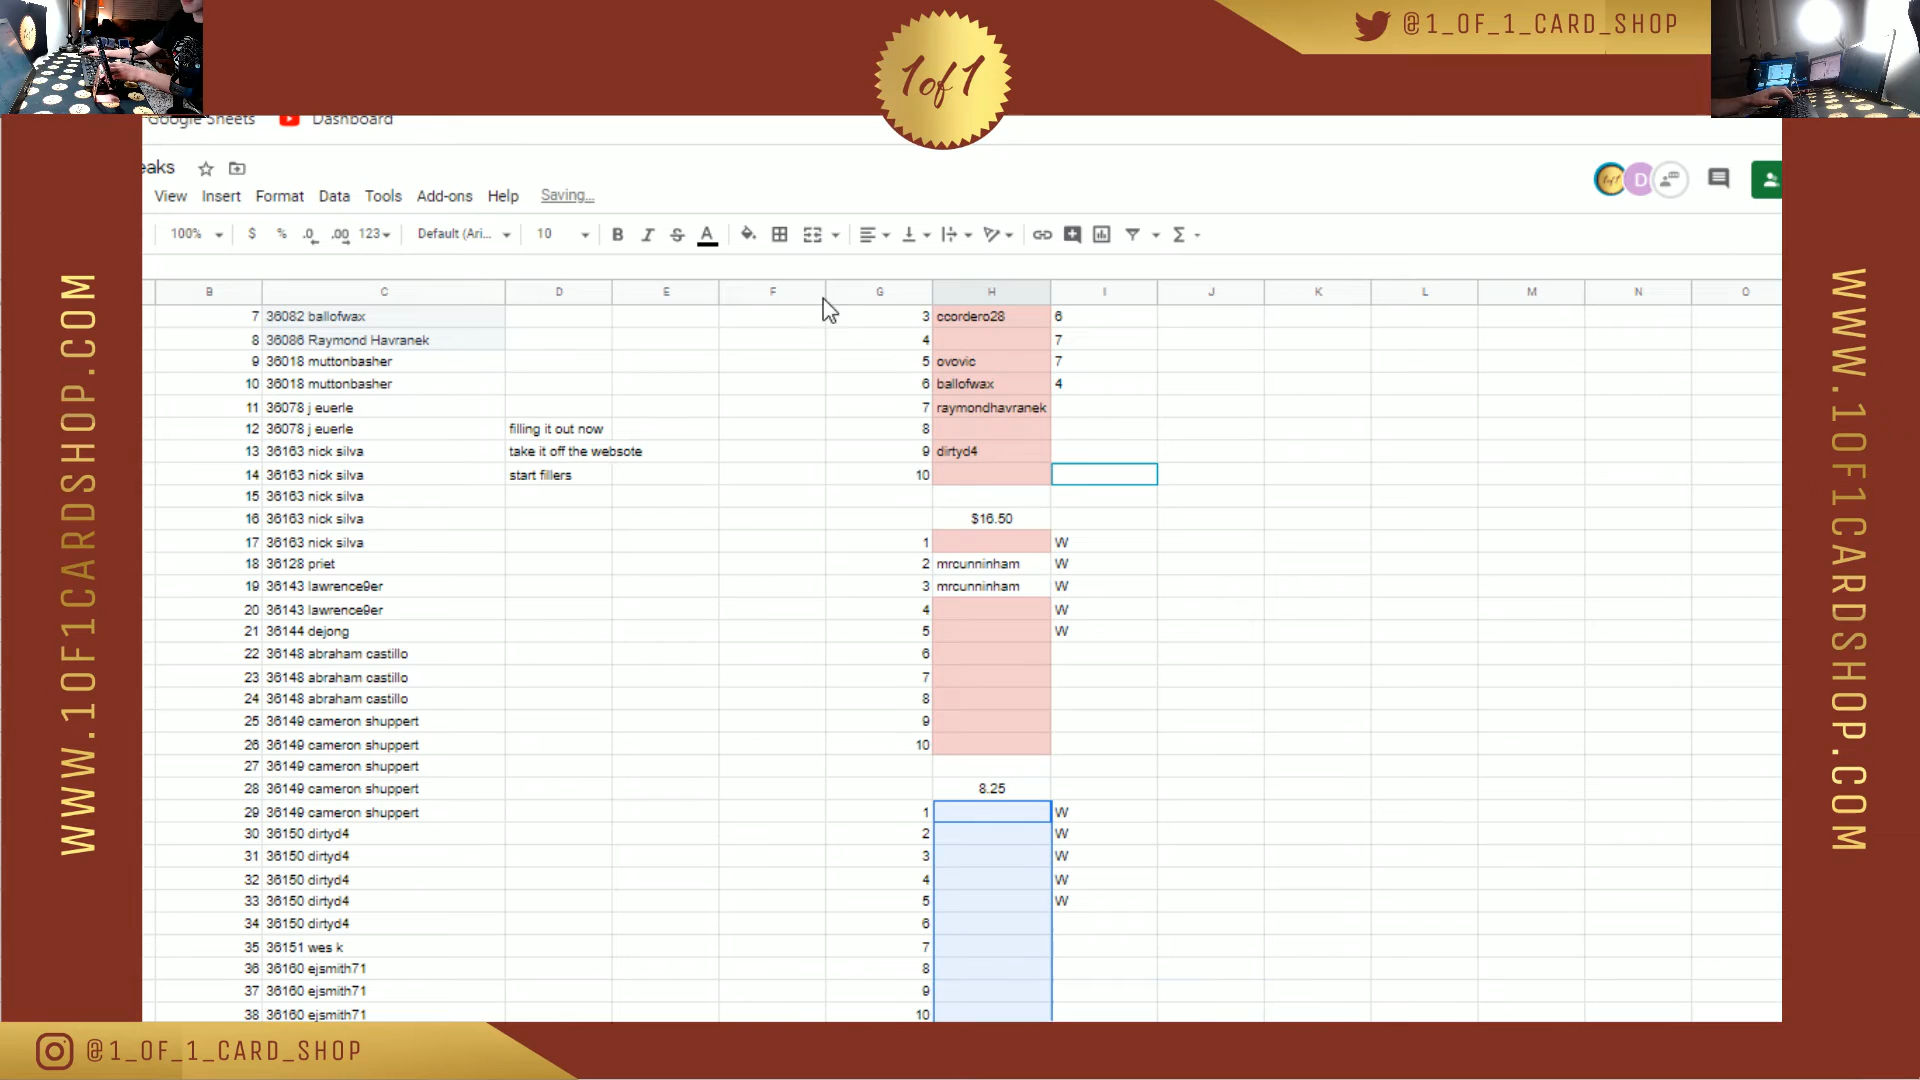 @1_OF_1_CARD_SHOP
1of1
Google Sheets Dashboard
eaks
View Insert Format Data Tools Add-ons Help Saving...
D
100% $ % .0 .00 123 Default (Ari... 10 B I S A
B C D E F G H I J K L M N O
7 36082 ballofwax 3 ccordero28 6
8 36086 Raymond Havranek 4 7
9 36018 muttonbasher 5 ovovic 7
10 36018 muttonbasher 6 ballofwax 4
11 36078 j euerle 7 raymondhavranek
12 36078 j euerle filling it out now 8
13 36163 nick silva take it off the websote 9 dirtyd4
14 36163 nick silva start fillers 10
15 36163 nick silva
16 36163 nick silva $16.50
17 36163 nick silva 1 W
18 36128 priet 2 mrcunninham W
19 36143 lawrence9er 3 mrcunninham W
20 36143 lawrence9er 4 W
21 36144 dejong 5 W
22 36148 abraham castillo 6
23 36148 abraham castillo 7
24 36148 abraham castillo 8
25 36149 cameron shuppert 9
26 36149 cameron shuppert 10
27 36149 cameron shuppert
28 36149 cameron shuppert 8.25
29 36149 cameron shuppert 1 W
30 36150 dirtyd4 2 W
31 36150 dirtyd4 3 W
32 36150 dirtyd4 4 W
33 36150 dirtyd4 5 W
34 36150 dirtyd4 6
35 36151 wes k 7
36 36160 ejsmith71 8
37 36160 ejsmith71 9
38 36160 ejsmith71 10
WWW.1OF1CARDSHOP.COM
WWW.1OF1CARDSHOP.COM
@1_OF_1_CARD_SHOP